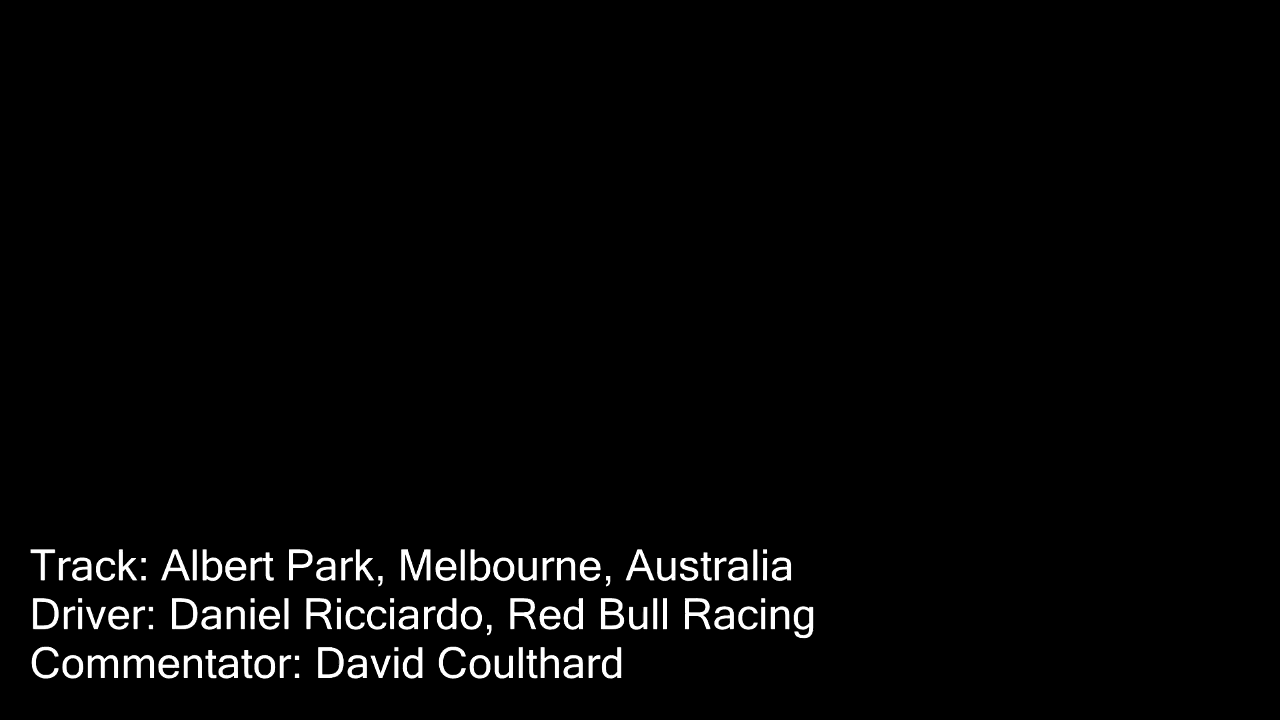 Track: Albert Park, Melbourne, Australia
Driver: Daniel Ricciardo, Red Bull Racing
Commentator: David Coulthard